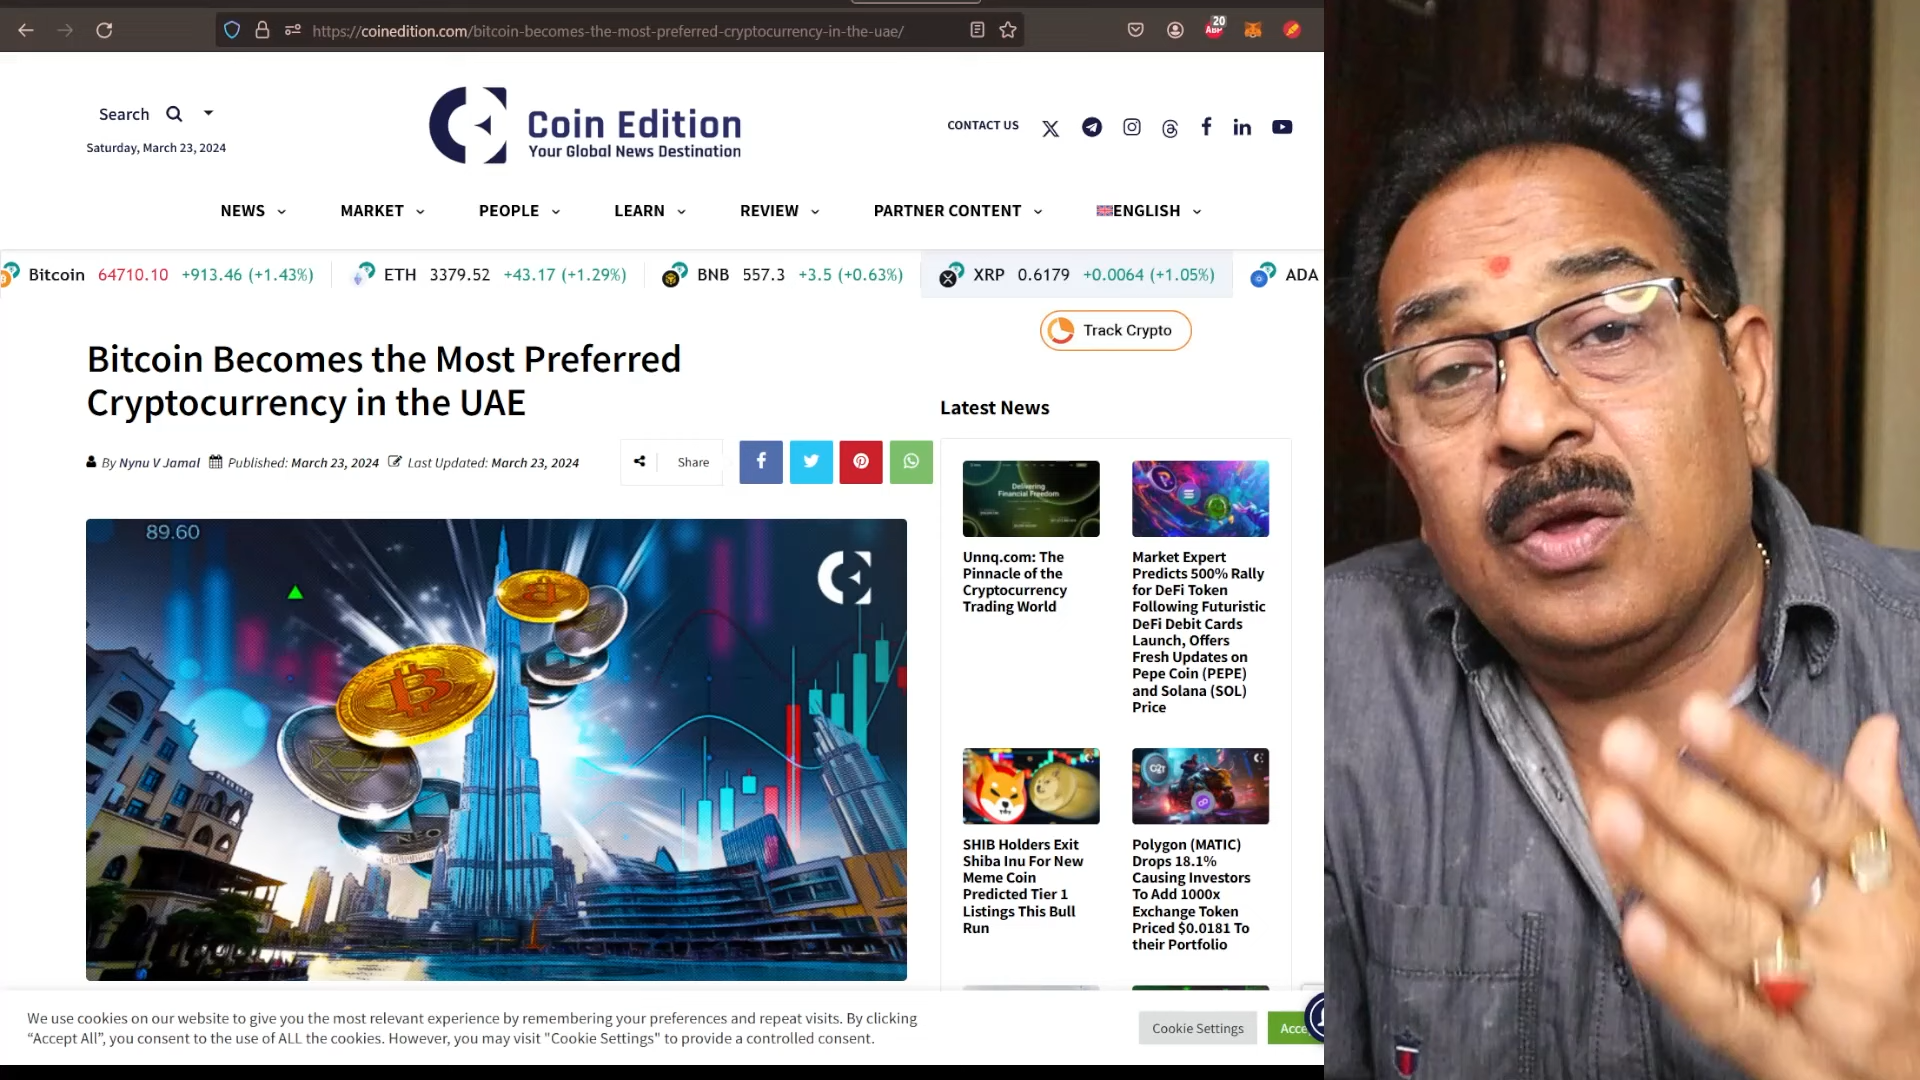 https://coinedition.com/bitcoin-becomes-the-most-preferred-cryptocurrency-in-the-uae/
20
ABP
Search
Saturday, March 23, 2024
Coin Edition
Your Global News Destination
CONTACT US
NEWS
MARKET
PEOPLE
LEARN
REVIEW
PARTNER CONTENT
ENGLISH
Bitcoin 64710.10 +913.46 (+1.43%)
ETH 3379.52 +43.17 (+1.29%)
BNB 557.3 +3.5 (+0.63%)
XRP 0.6179 +0.0064 (+1.05%)
ADA
Track Crypto
Bitcoin Becomes the Most Preferred
Cryptocurrency in the UAE
By Nynu V Jamal Published: March 23, 2024 Last Updated: March 23, 2024
Share
89.60
Latest News
Delivering
Financial Freedom
Unnq.com: The
Pinnacle of the
Cryptocurrency
Trading World
Market Expert
Predicts 500% Rally
for DeFi Token
Following Futuristic
DeFi Debit Cards
Launch, Offers
Fresh Updates on
Pepe Coin (PEPE)
and Solana (SOL)
Price
SHIB Holders Exit
Shiba Inu For New
Meme Coin
Predicted Tier 1
Listings This Bull
Run
Polygon (MATIC)
Drops 18.1%
Causing Investors
To Add 1000x
Exchange Token
Priced $0.0181 To
their Portfolio
We use cookies on our website to give you the most relevant experience by remembering your preferences and repeat visits. By clicking
“Accept All”, you consent to the use of ALL the cookies. However, you may visit "Cookie Settings" to provide a controlled consent.
Cookie Settings
Acce